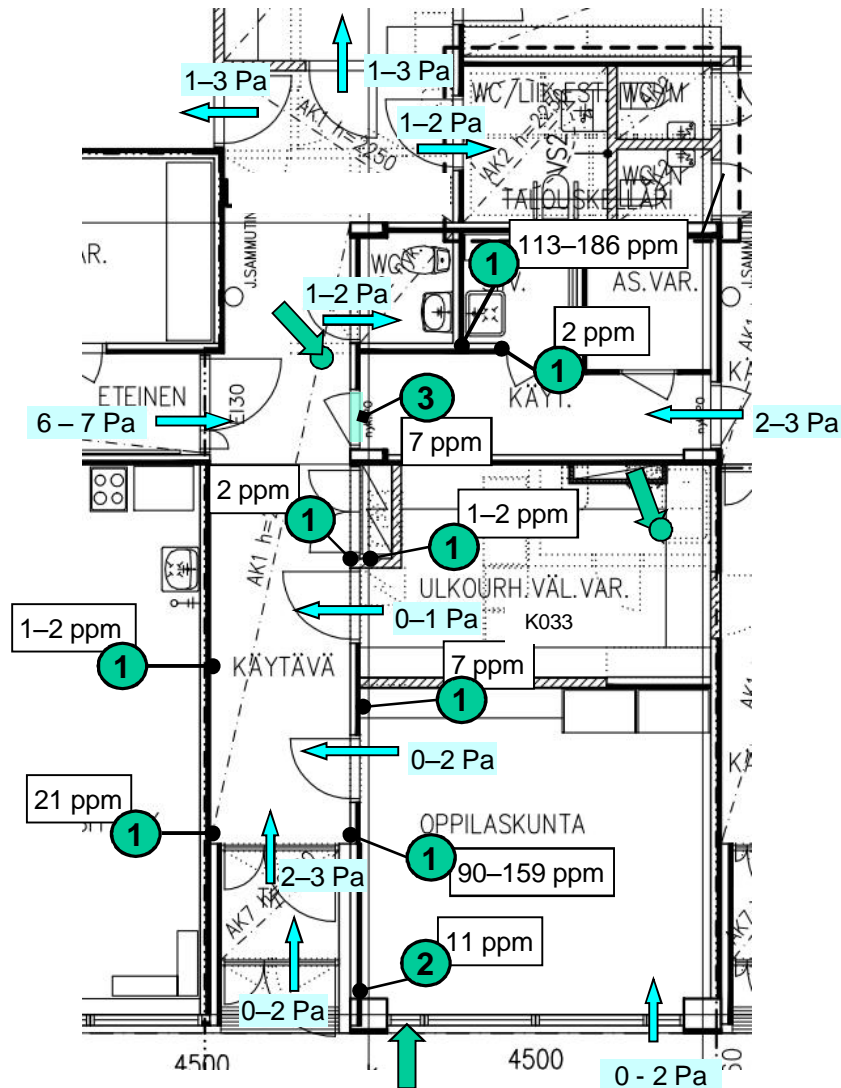 1–3 Pa
1–3 Pa
AK1 h=2250
1–2 Pa
WC/LIIK.EST.
AK2 h=2250
VS2
AK2
TALOUSKELLARI
J.SAMMUTIN
WC
113–186 ppm
1
AS.VAR.
J.SAMMUTIN
1–2 Pa
2 ppm
1
ETEINEN
EI30
3
KÄYT.
6 – 7 Pa
7 ppm
2–3 Pa
2 ppm
1
1–2 ppm
1
AK1 h=
ULKOURH.VÄL.VAR.
0–1 Pa
K033
1–2 ppm
1
KÄYTÄVÄ
7 ppm
1
0–2 Pa
21 ppm
1
OPPILASKUNTA
1
90–159 ppm
2–3 Pa
AK7
11 ppm
2
0–2 Pa
4500
4500
0 - 2 Pa